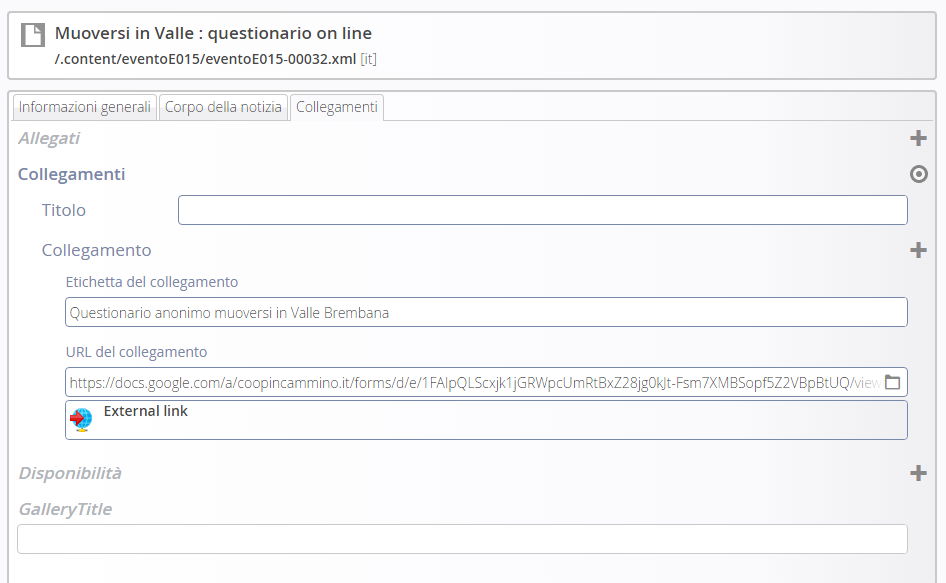 Muoversi in Valle : questionario on line
/.content/eventoE015/eventoE015-00032.xml [it]
Informazioni generali Corpo della notizia Collegamenti
Allegati
Collegamenti
Titolo
Collegamento
Etichetta del collegamento
Questionario anonimo muoversi in Valle Brembana
URL del collegamento
https://docs.google.com/a/coopincammino.it/forms/d/e/1FAIpQLScxjk1jGRWpcUmRtBxZ28jg0kJt-Fsm7XMBSopf5Z2VBpBtUQ/view
External link
Disponibilità
GalleryTitle